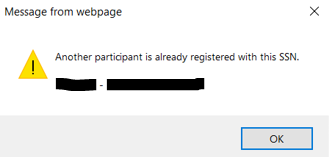 Message from webpage
Another participant is already registered with this SSN.
-
OK